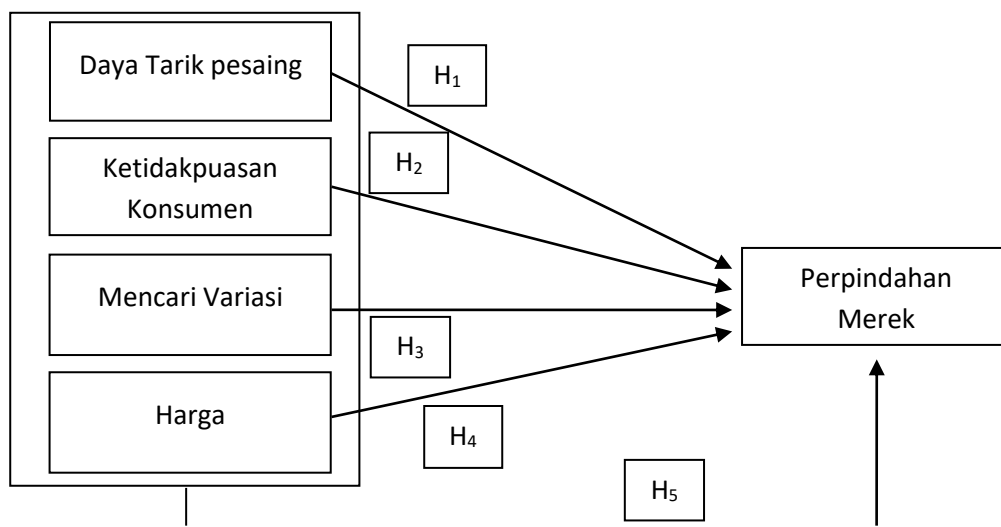 Daya Tarik pesaing
H₁
Ketidakpuasan
Konsumen
H₂
Mencari Variasi
H₃
Harga
H₄
Perpindahan
Merek
H₅